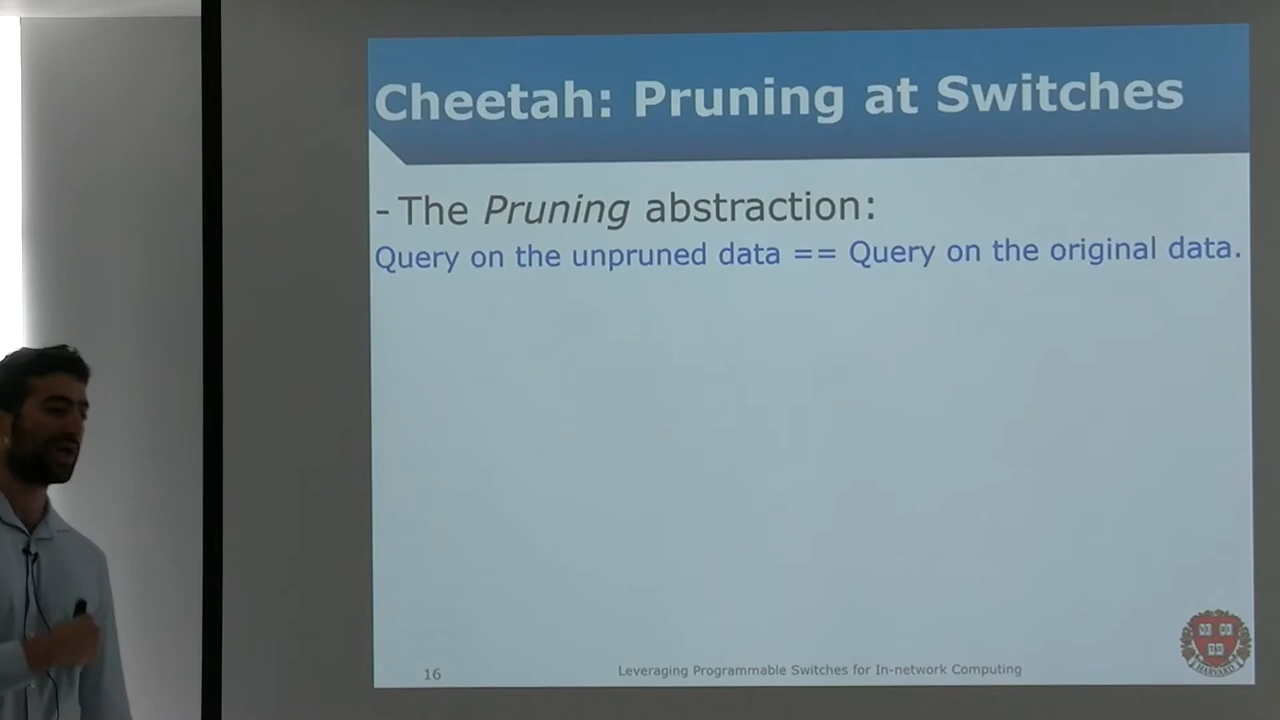 Cheetah: Pruning at Switches
- The Pruning abstraction:
Query on the unpruned data == Query on the original data.
16
Leveraging Programmable Switches for In-network Computing
HARVARD